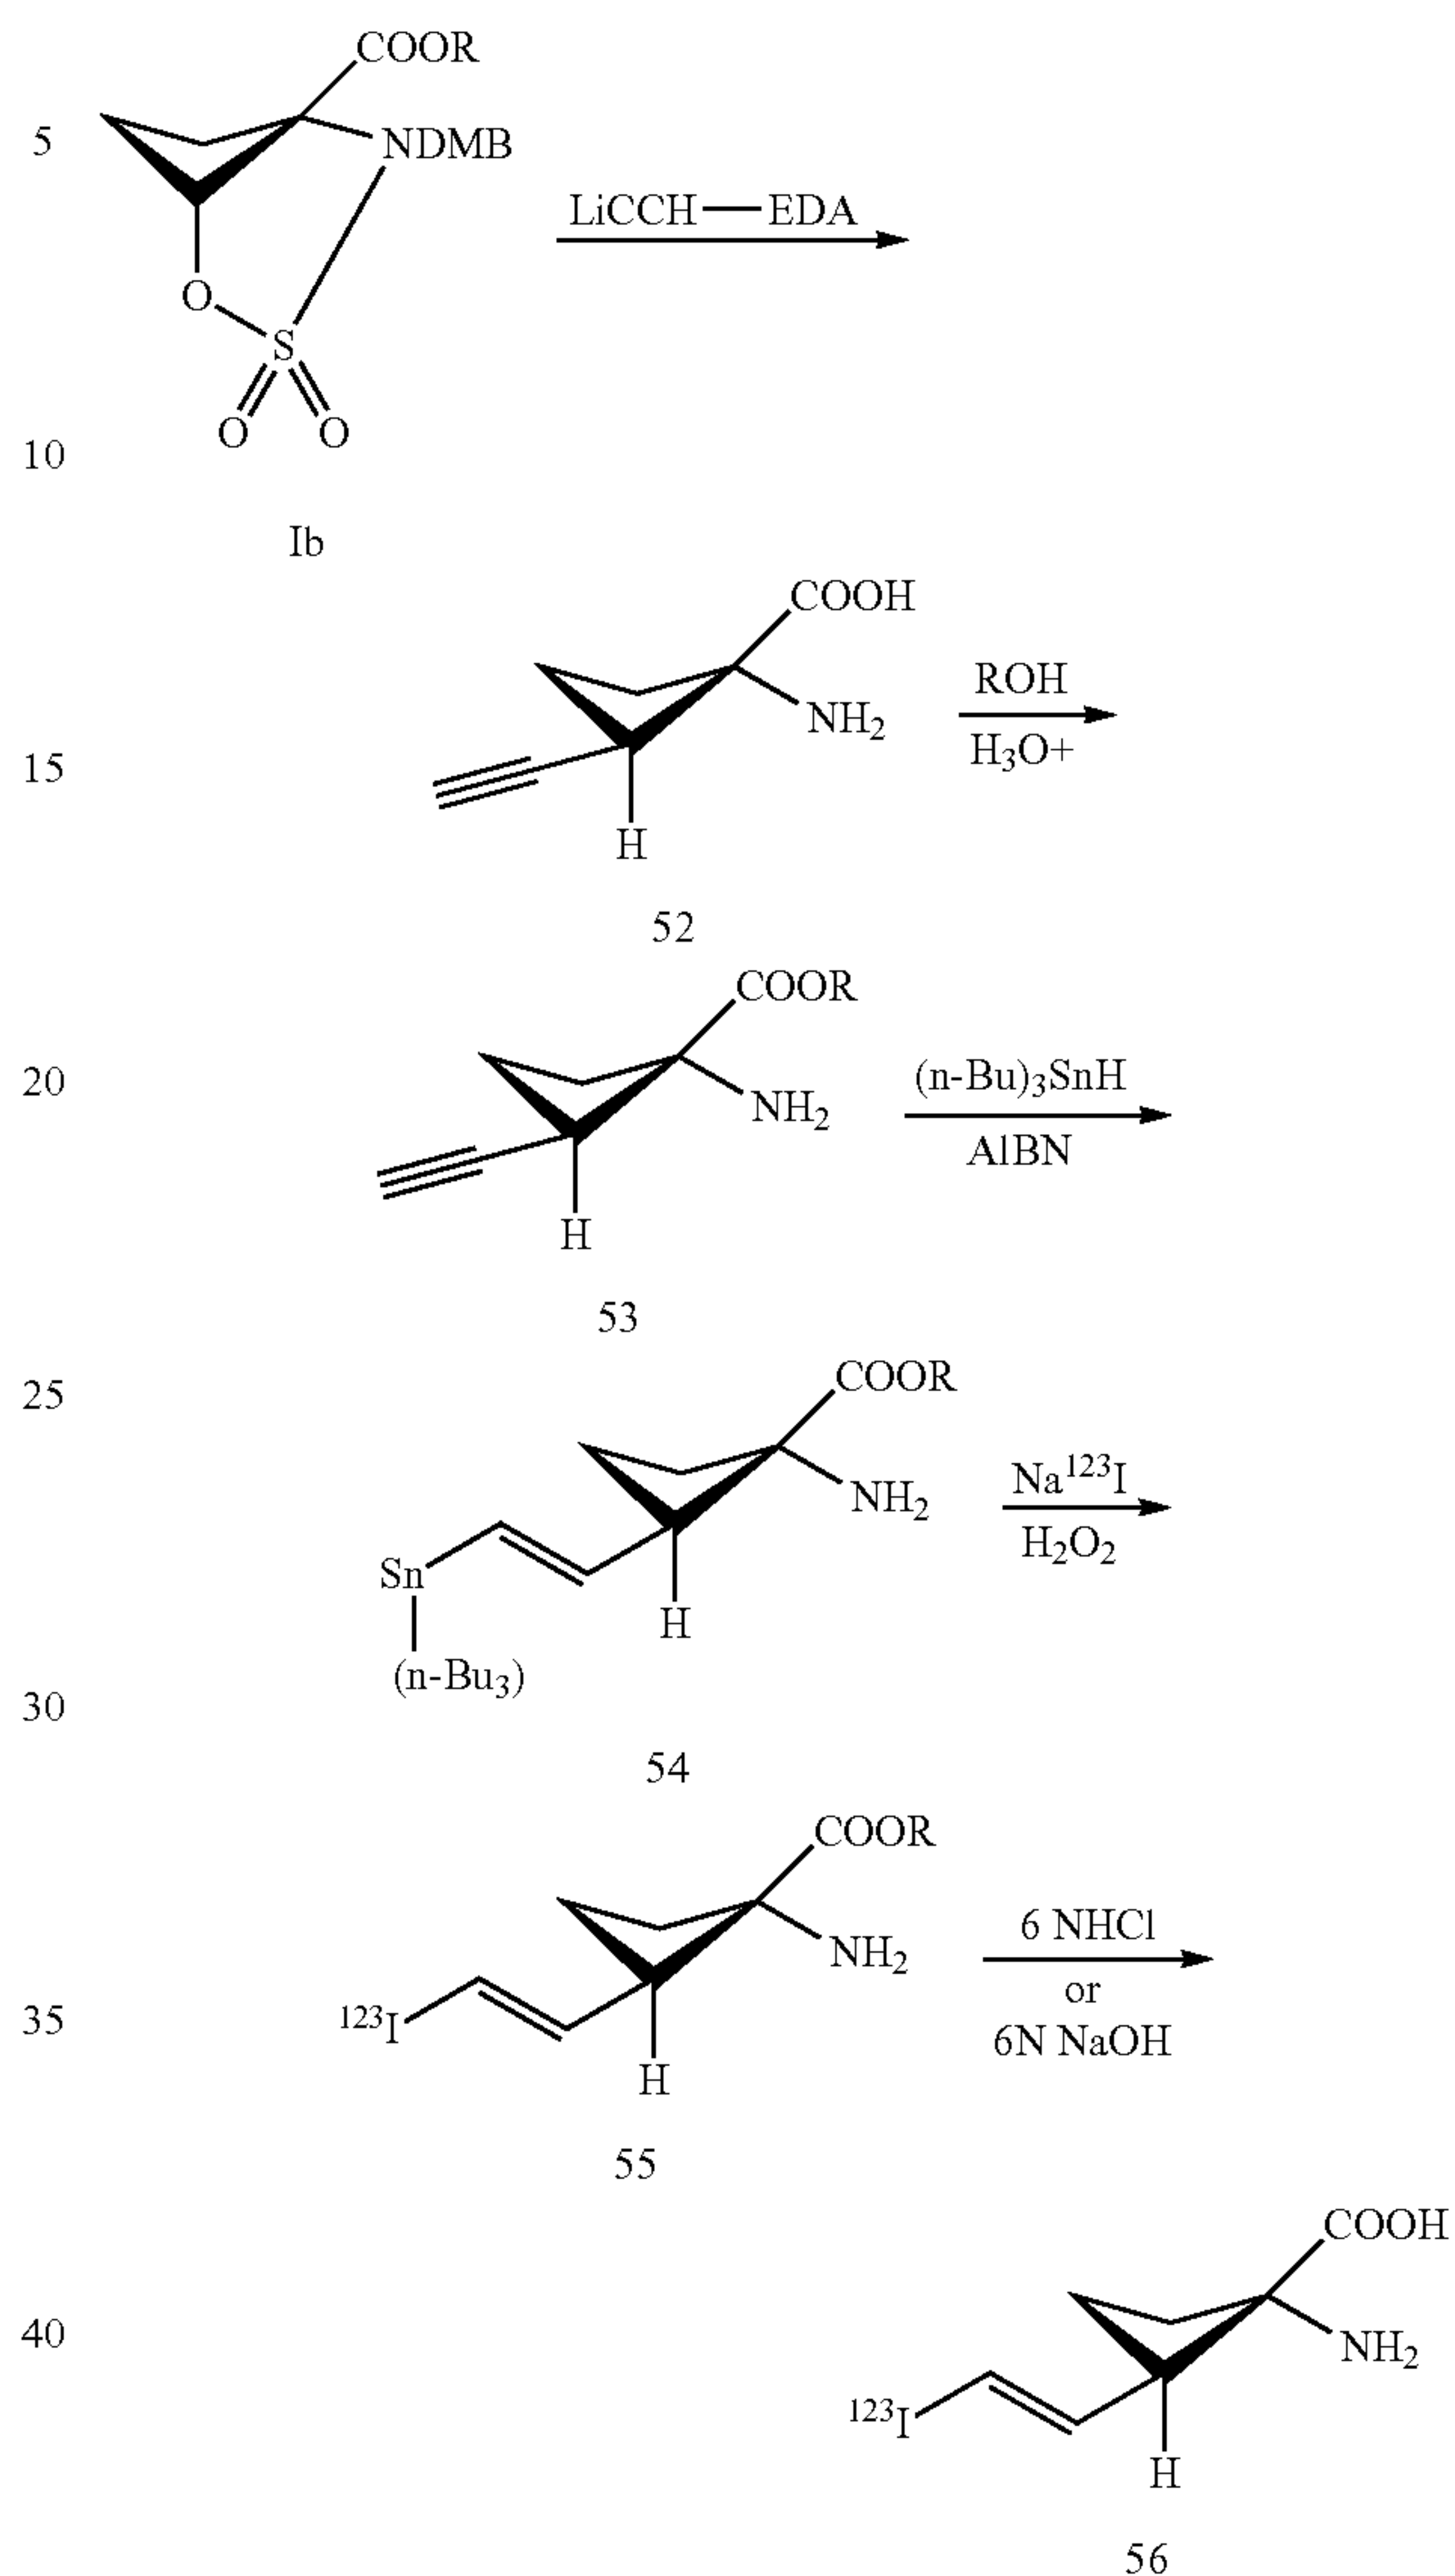 COOR
5
NDMB
LiCCH—EDA
O
S
O O
10
Ib
COOH
ROH
NH₂
H₃O+
15
H
52
COOR
20
(n-Bu)₃SnH
NH₂
AlBN
H
53
25
COOR
Na¹²³I
NH₂
H₂O₂
Sn
H
(n-Bu₃)
30
54
COOR
6 NHCl
NH₂
or
35
¹²³I
6N NaOH
H
55
COOH
40
NH₂
¹²³I
H
56